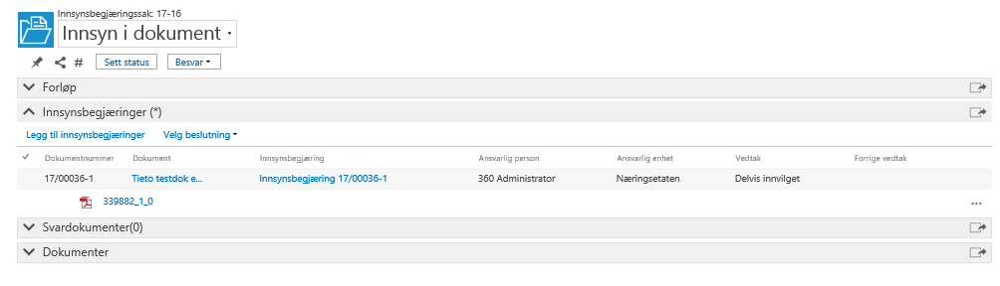 Innsynsbegjæringssak: 17-16
Innsyn i dokument
# Sett status Besvar
Forløp
Innsynsbegjæringer (*)
Legg til innsynsbegjæringer Velg beslutning
Dokumentnummer Dokument Innsynsbegjæring Ansvarlig person Ansvarlig enhet Vedtak Forrige vedtak
17/00036-1 Tieto testdok e... Innsynsbegjæring 17/00036-1 360 Administrator Næringsetaten Delvis innvilget
339882_1_0 ...
Svardokumenter(0)
Dokumenter